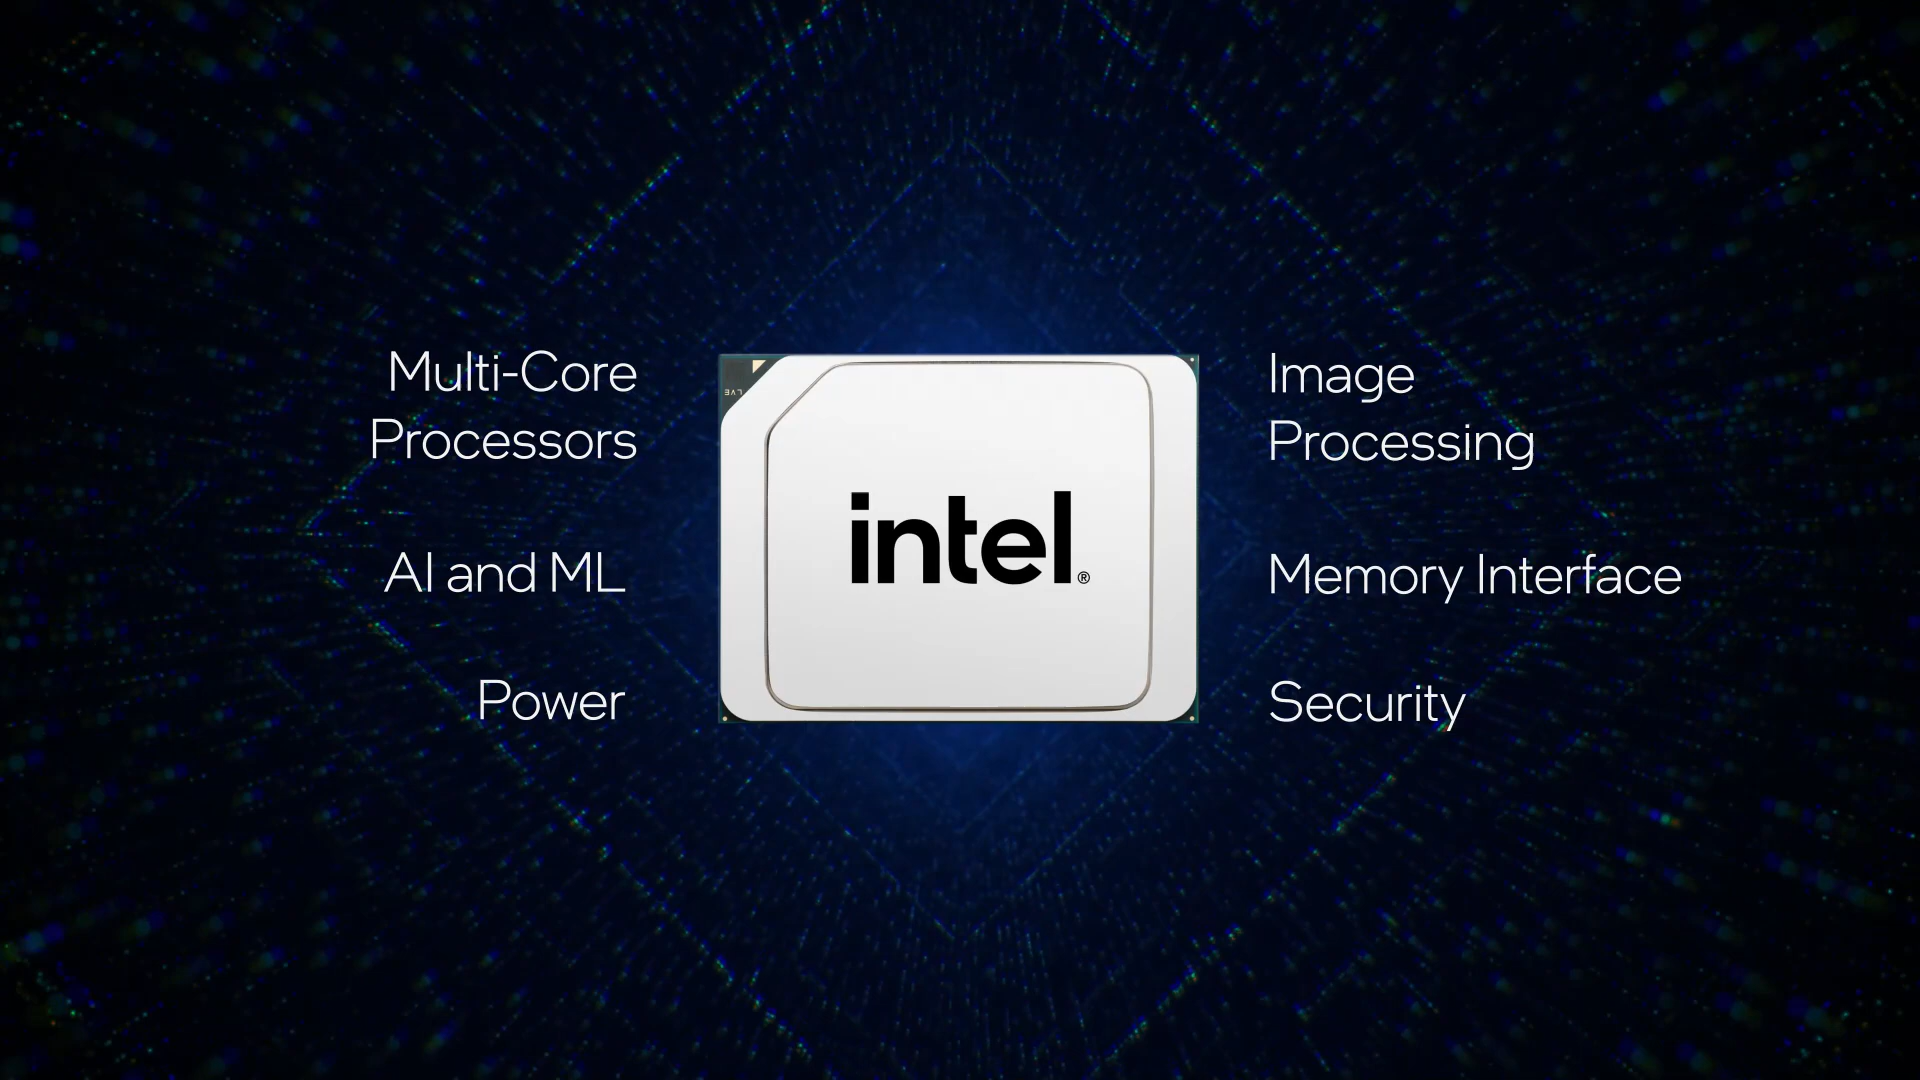 Multi-Core
Processors
AI and ML
Power
intel®
Image
Processing
Memory Interface
Security